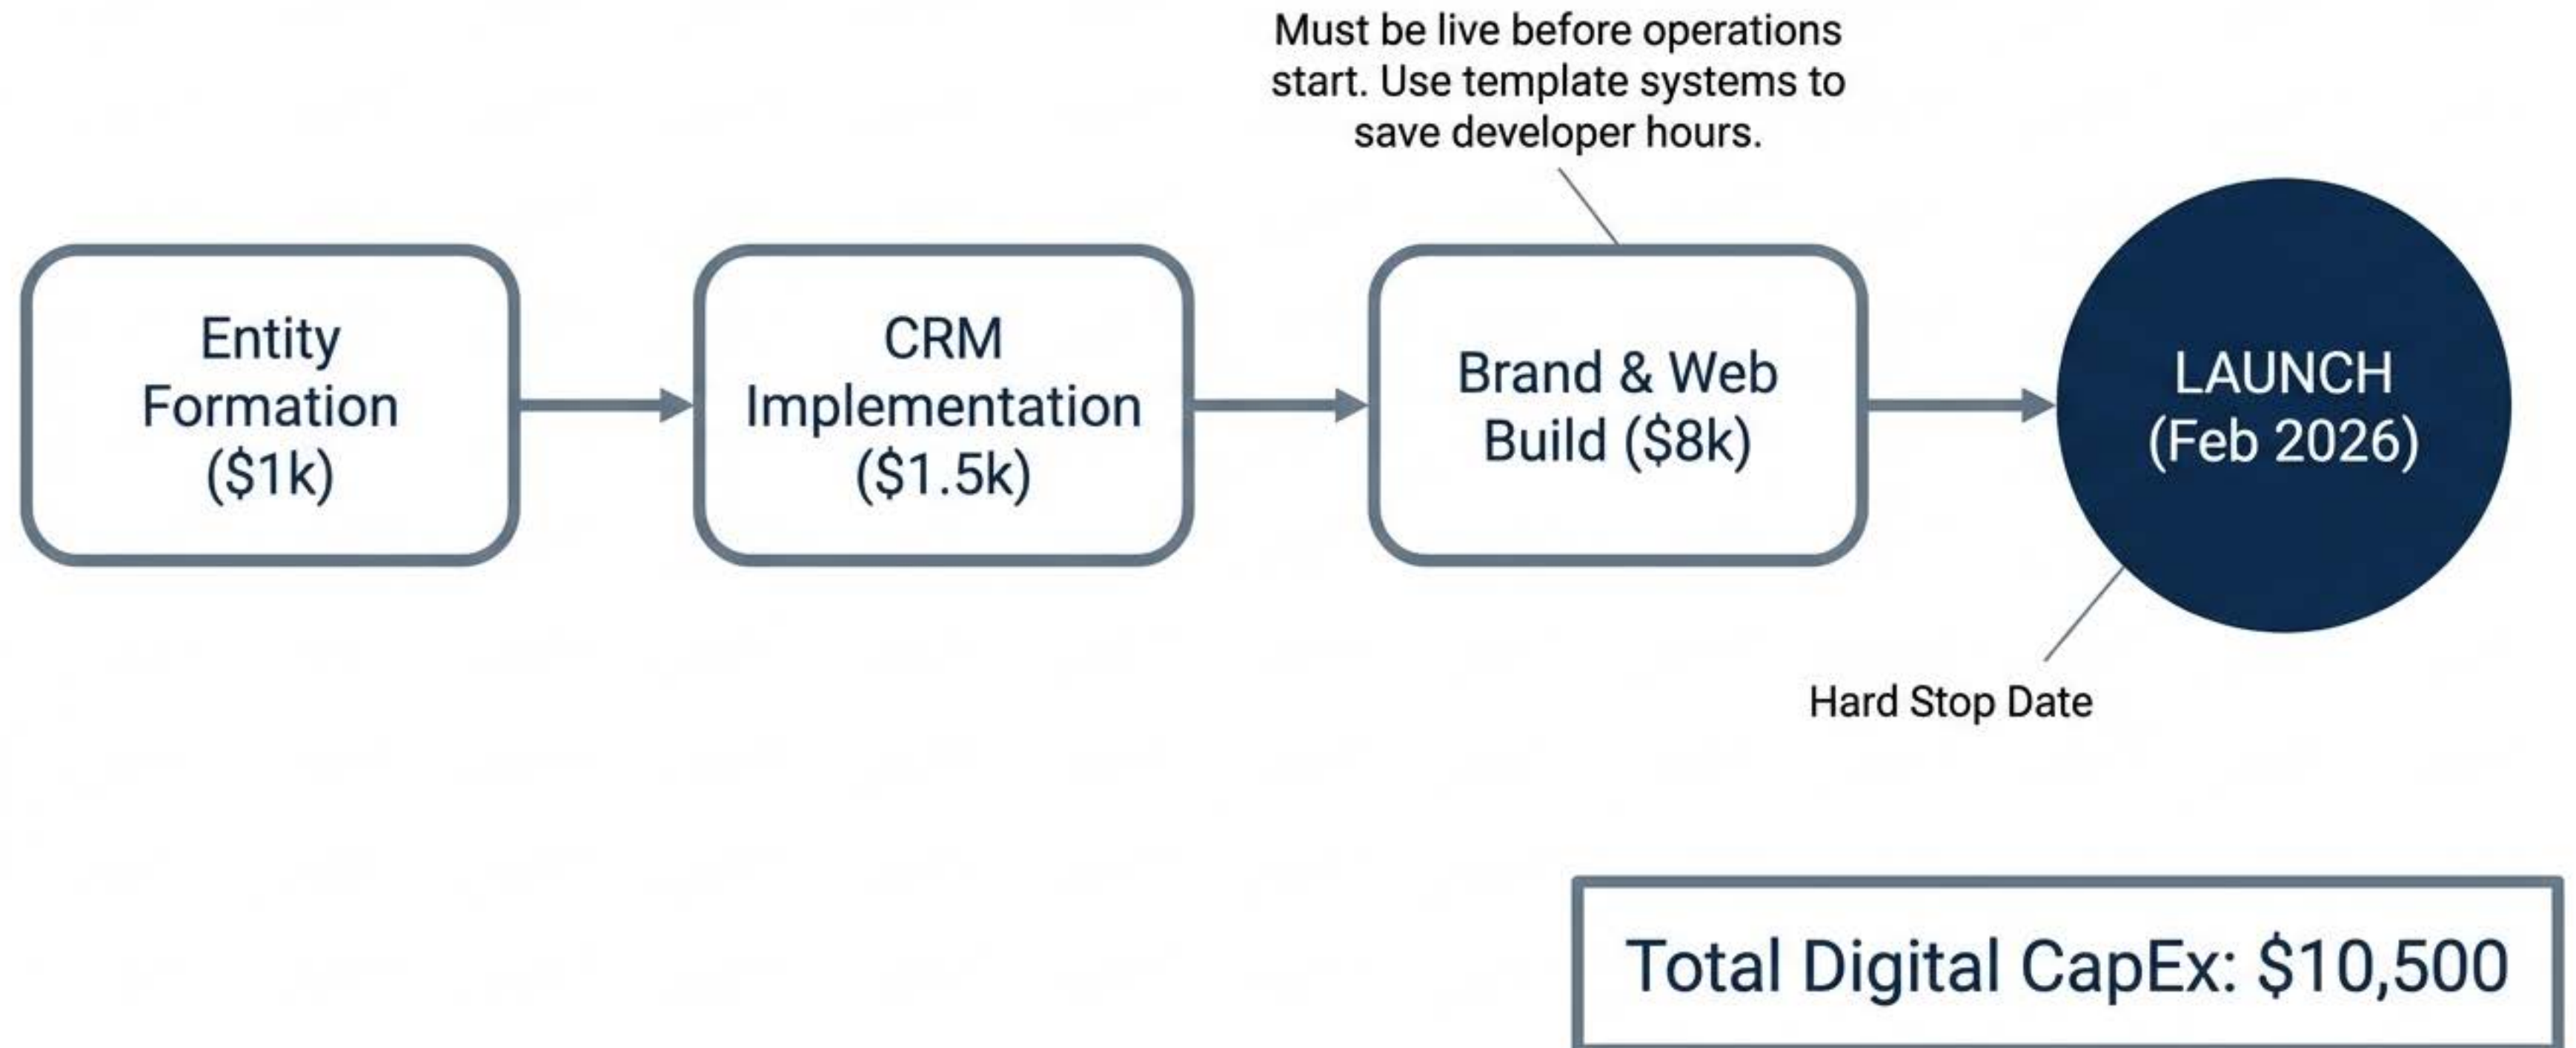 Must be live before operations
start. Use template systems to
save developer hours.
Entity
Formation
($1k)
CRM
Implementation
($1.5k)
Brand & Web
Build ($8k)
LAUNCH
(Feb 2026)
Hard Stop Date
Total Digital CapEx: $10,500